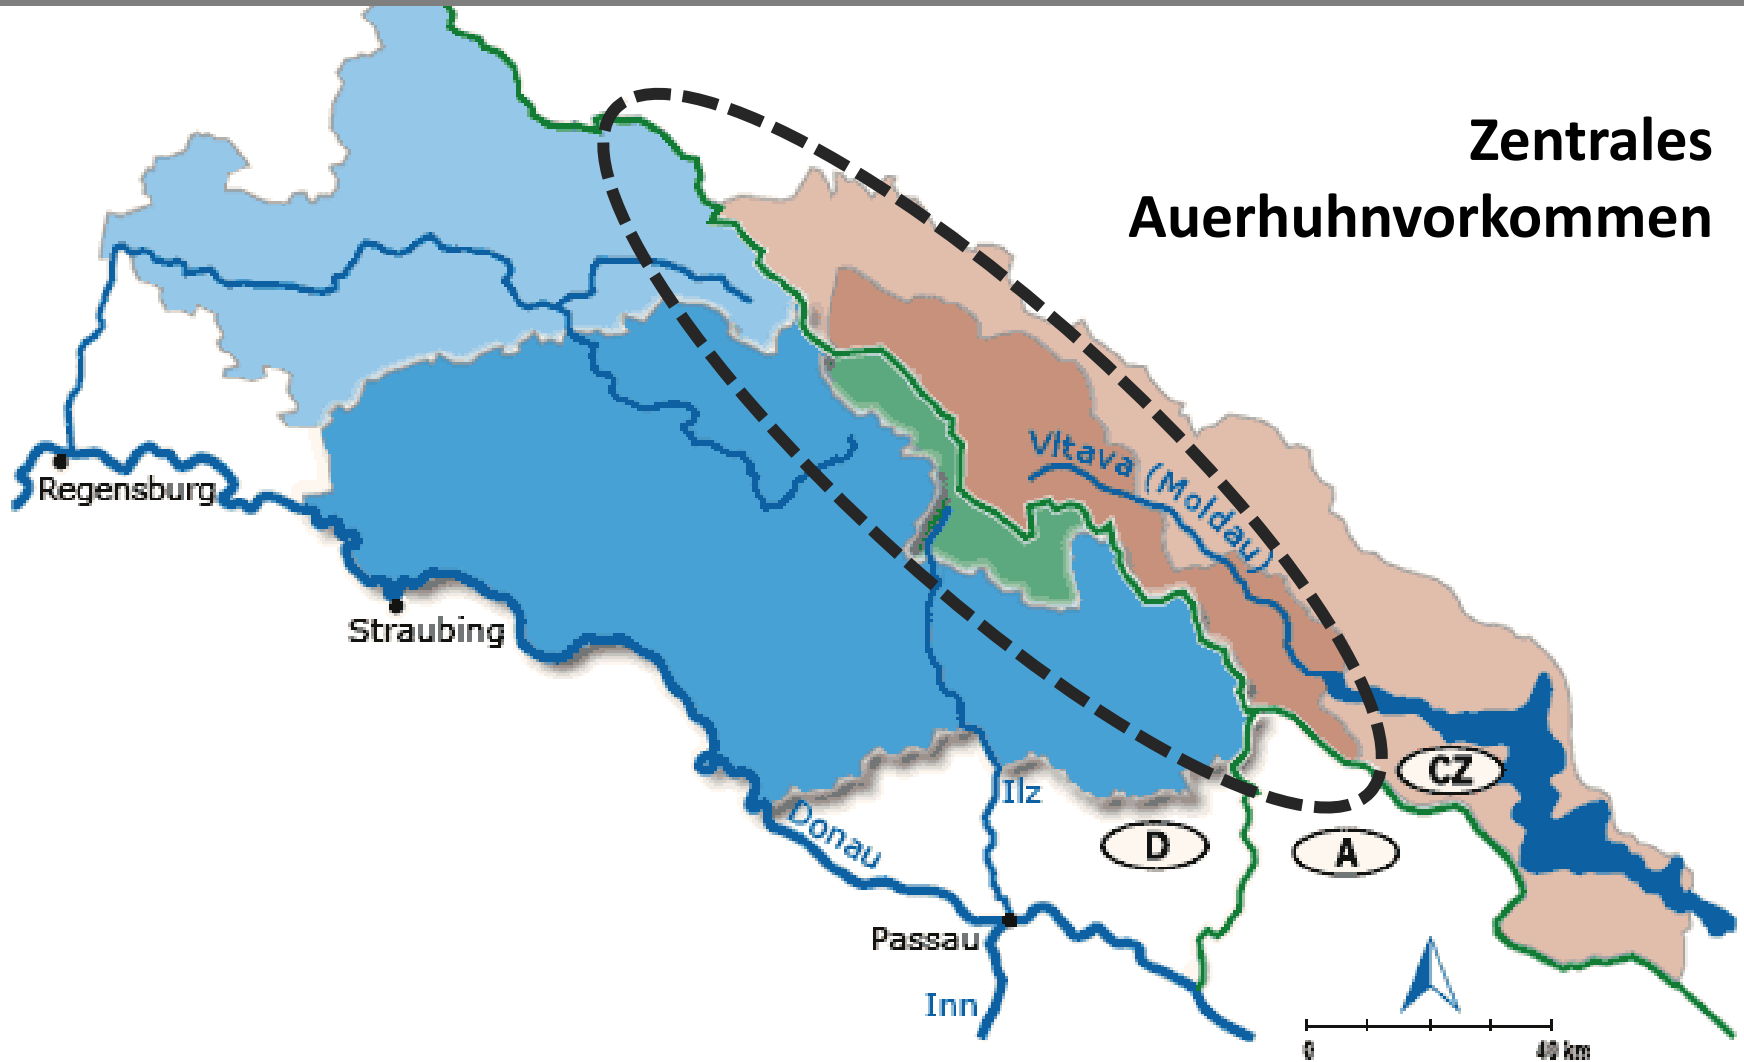 Zentrales
Auerhuhnvorkommen
Vltava (Moldau)
Regensburg
Straubing
CZ
Ilz
Donau
D
A
Passau
Inn
0
40 km